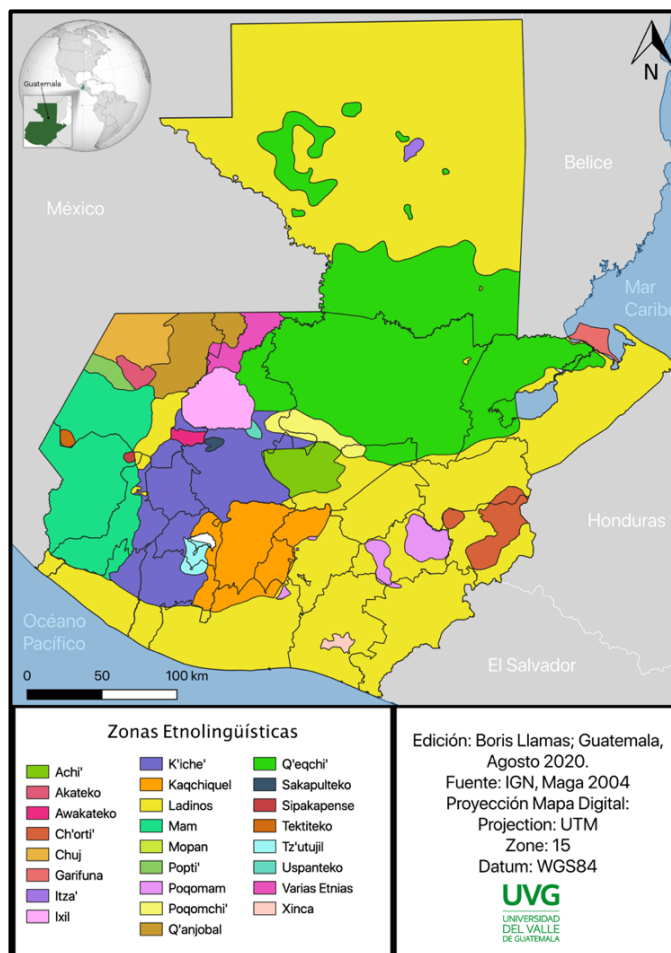 Guatemala
N
Belice
México
Mar
Caribe
Honduras
Océano
Pacífico
El Salvador
0 50 100 km
Zonas Etnolingüísticas
Achi'
Akateko
Awakateko
Ch'orti'
Chuj
Garifuna
Itza'
Ixil
K'iche'
Kaqchiquel
Ladinos
Mam
Mopan
Popti'
Poqomam
Poqomchi'
Q'anjobal
Q'eqchi'
Sakapulteko
Sipakapense
Tektiteko
Tz'utujil
Uspanteko
Varias Etnias
Xinca
Edición: Boris Llamas; Guatemala,
Agosto 2020.
Fuente: IGN, Maga 2004
Proyección Mapa Digital:
Projection: UTM
Zone: 15
Datum: WGS84
UVG
UNIVERSIDAD
DEL VALLE
DE GUATEMALA